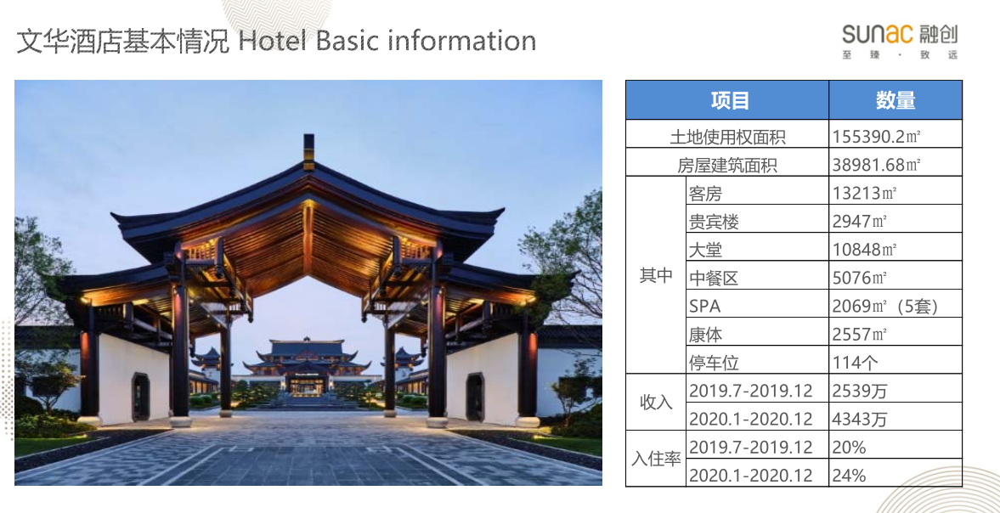 文华酒店基本情况 Hotel Basic information
sunac 融创
至 臻 · 致 远
项目 数量
土地使用权面积 155390.2㎡
房屋建筑面积 38981.68㎡
其中
客房 13213㎡
贵宾楼 2947㎡
大堂 10848㎡
中餐区 5076㎡
SPA 2069㎡（5套）
康体 2557㎡
停车位 114个
收入
2019.7-2019.12 2539万
2020.1-2020.12 4343万
入住率
2019.7-2019.12 20%
2020.1-2020.12 24%